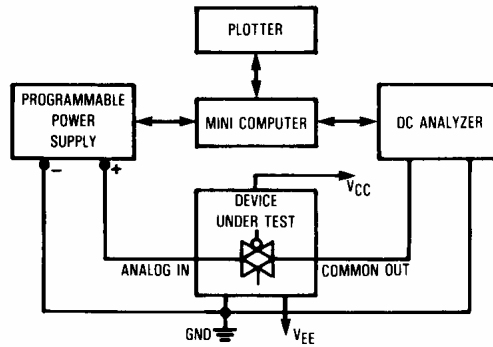 PLOTTER
PROGRAMMABLE
POWER
SUPPLY
MINI COMPUTER
DC ANALYZER
- +
VCC
DEVICE
UNDER TEST
ANALOG IN
COMMON OUT
GND
VEE